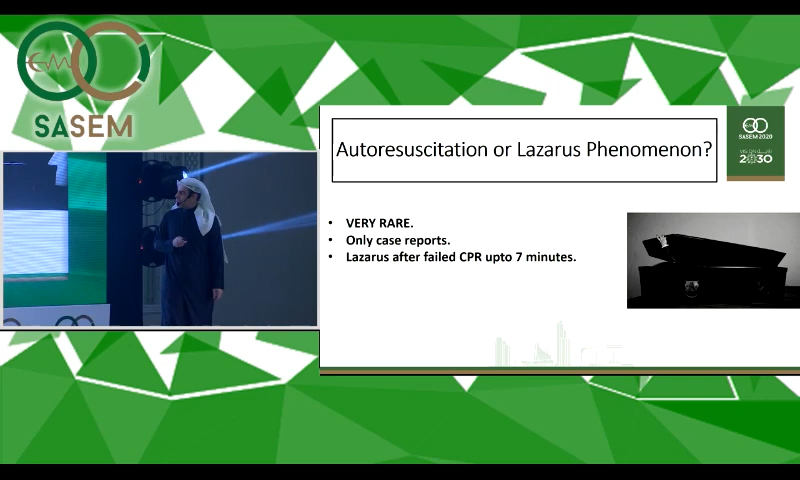 SASEM
Autoresuscitation or Lazarus Phenomenon?
SASEM 2020
2030
• VERY RARE.
• Only case reports.
• Lazarus after failed CPR upto 7 minutes.